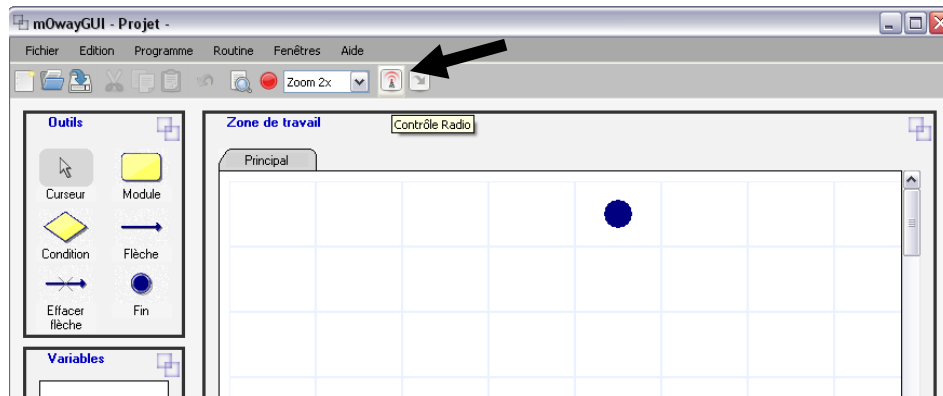 mOwayGUI - Projet -
Fichier Edition Programme Routine Fenêtres Aide
Zoom 2x
Contrôle Radio
Outils
Curseur Module
Condition Flèche
Effacer flèche Fin
Variables
Zone de travail
Principal